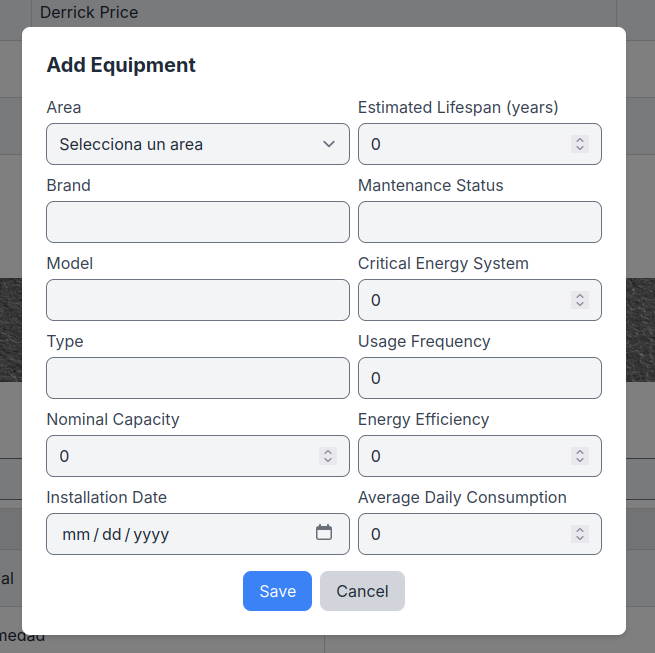 Derrick Price
Add Equipment
Area
Estimated Lifespan (years)
Selecciona un area
0
Brand
Mantenance Status
Model
Critical Energy System
0
Type
Usage Frequency
0
Nominal Capacity
Energy Efficiency
0
0
Installation Date
Average Daily Consumption
mm/dd/yyyy
0
al
Save
Cancel
medad